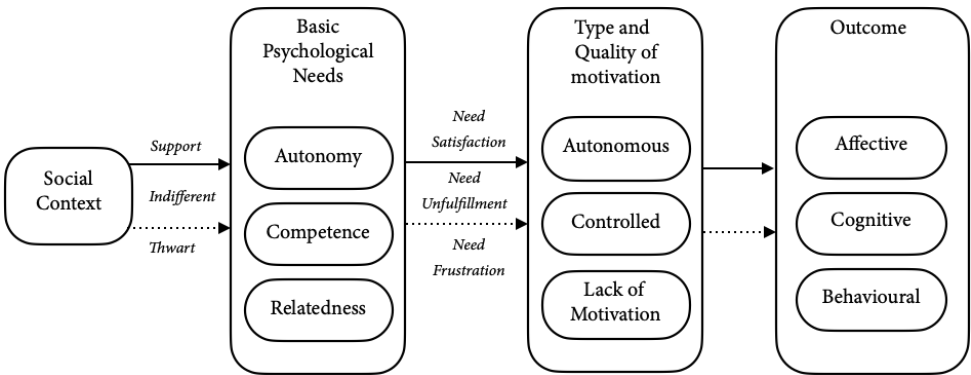 Social
Context
Support
Indifferent
Thwart
Basic
Psychological
Needs
Autonomy
Competence
Relatedness
Need
Satisfaction
Need
Unfulfillment
Need
Frustration
Type and
Quality of
motivation
Autonomous
Controlled
Lack of
Motivation
Outcome
Affective
Cognitive
Behavioural